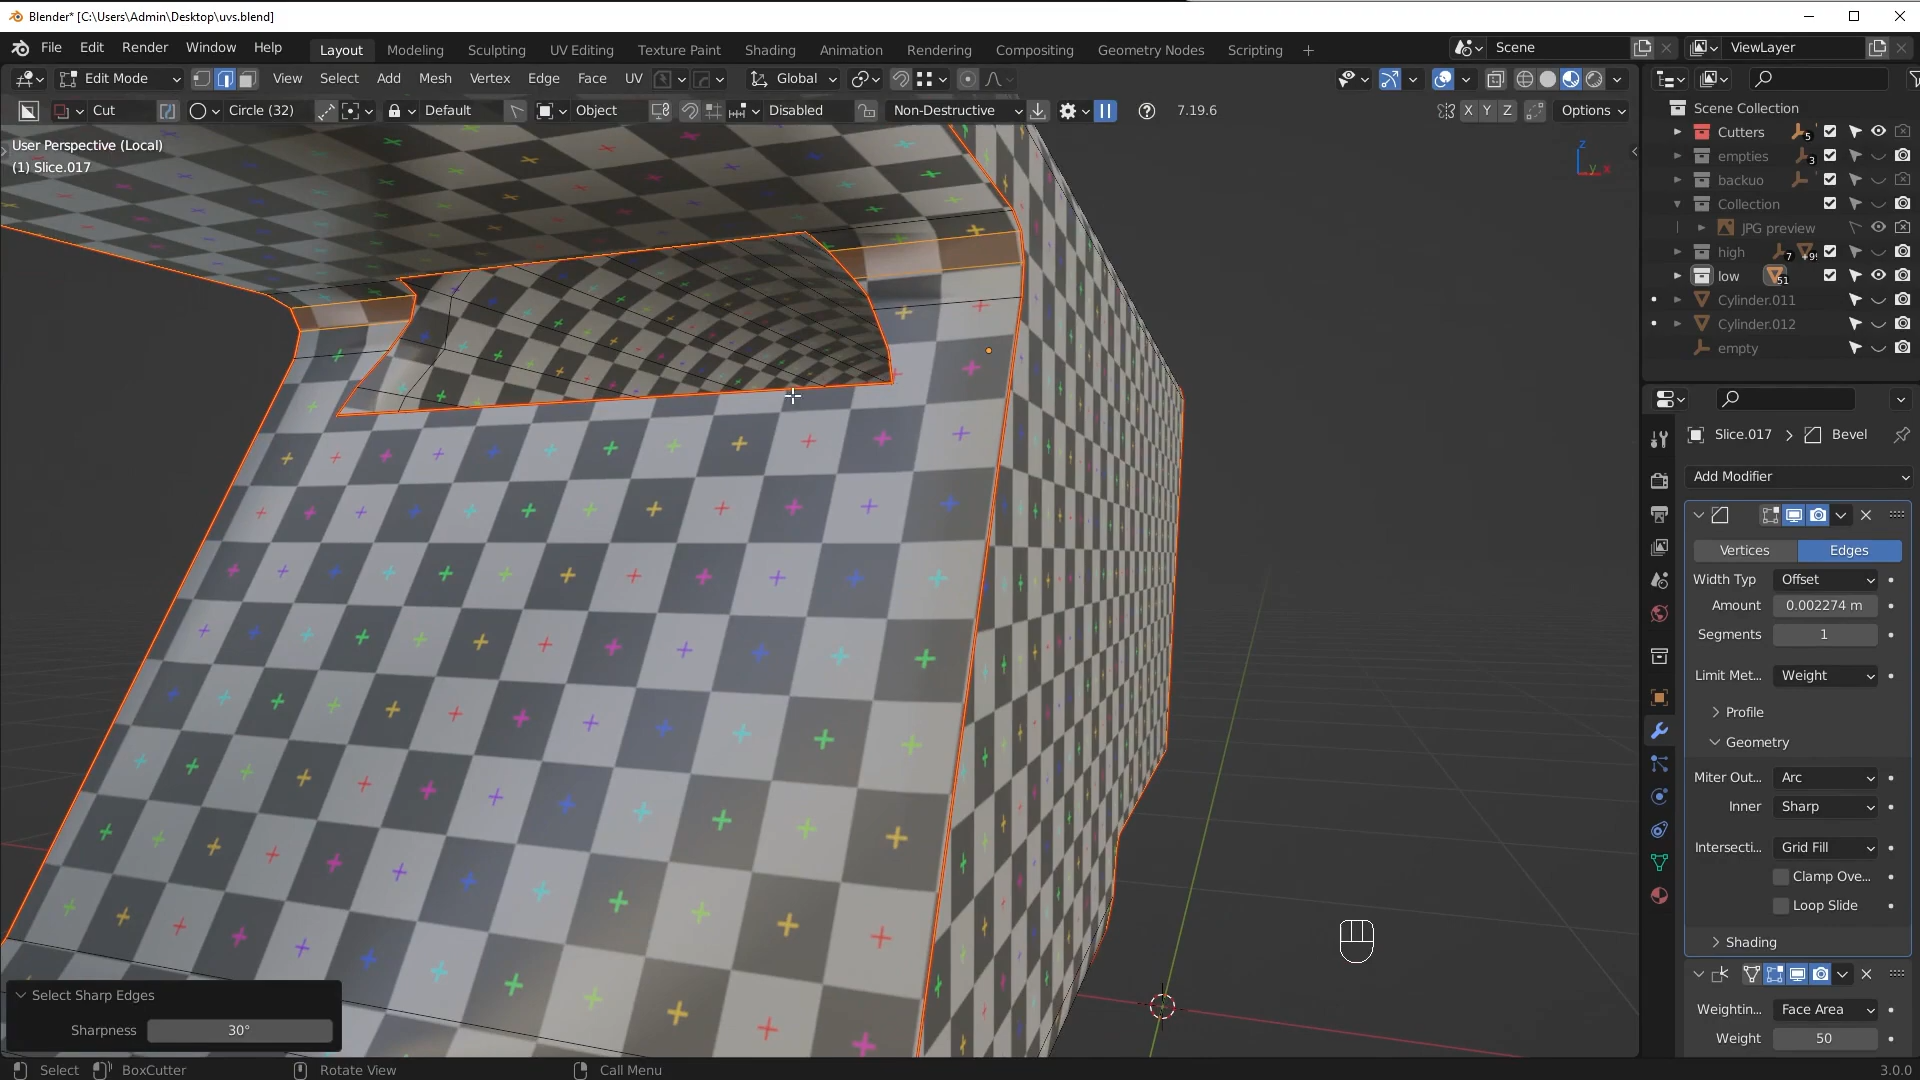 Blender* [C:\Users\Admin\Desktop\uvs.blend]
File Edit Render Window Help Layout Modeling Sculpting UV Editing Texture Paint Shading Animation Rendering Compositing Geometry Nodes Scripting + Scene ViewLayer
Edit Mode View Select Add Mesh Vertex Edge Face UV Global
Cut Circle (32) Default Object Disabled Non-Destructive 7.19.6 X Y Z Options
User Perspective (Local)
(1) Slice.017
Z
Y X
Scene Collection
Cutters 5
empties 3
backuo
Collection
JPG preview
high 7
low 51
Cylinder.011
Cylinder.012
empty
Slice.017 > Bevel
Add Modifier
Vertices Edges
Width Typ Offset
Amount 0.002274 m
Segments 1
Limit Met... Weight
Profile
Geometry
Miter Out... Arc
Inner Sharp
Intersecti... Grid Fill
Clamp Ove...
Loop Slide
Shading
Weightin... Face Area
Weight 50
Select Sharp Edges
Sharpness 30°
Select BoxCutter Rotate View Call Menu 3.0.0